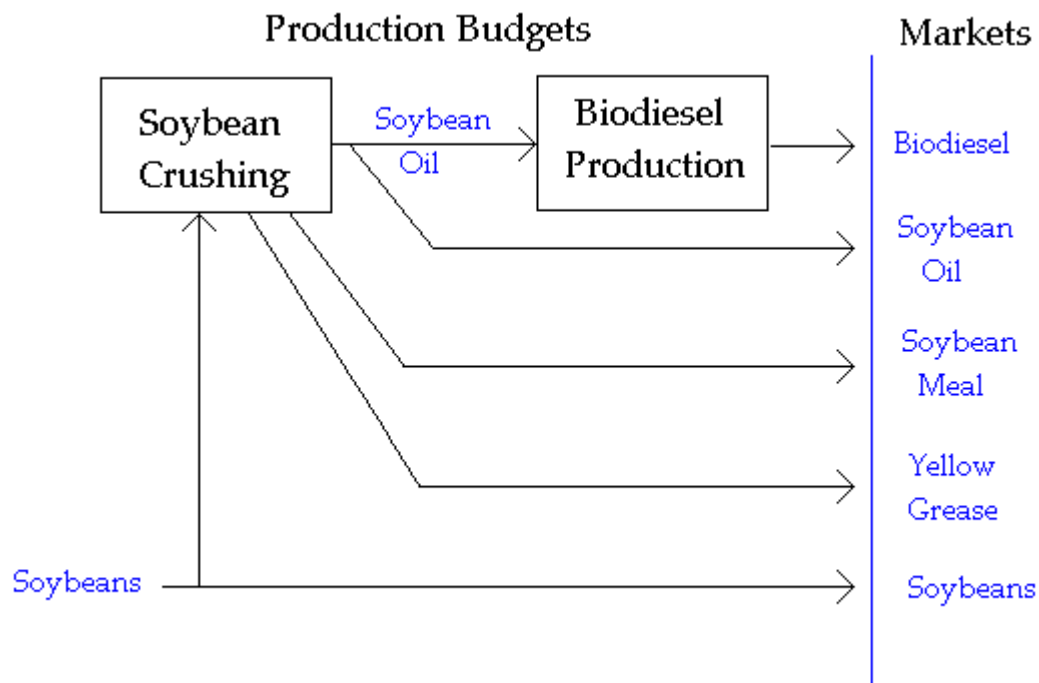 Production Budgets
Markets
Soybean
Crushing
Soybean
Oil
Biodiesel
Production
Biodiesel
Soybean
Oil
Soybean
Meal
Yellow
Grease
Soybeans
Soybeans